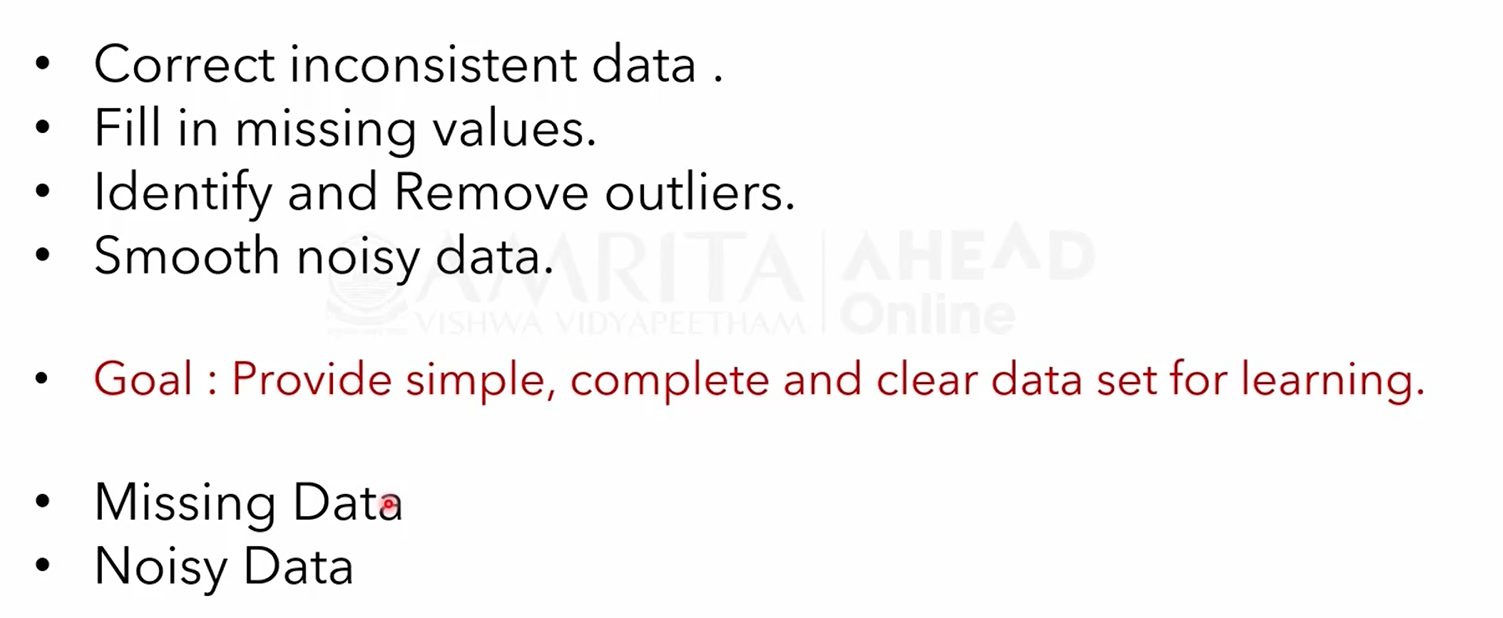 • Correct inconsistent data .
• Fill in missing values.
• Identify and Remove outliers.
• Smooth noisy data.
AMRITA
VISHWA VIDYAPEETHAM
AHEAD
Online
• Goal : Provide simple, complete and clear data set for learning.
• Missing Data
• Noisy Data